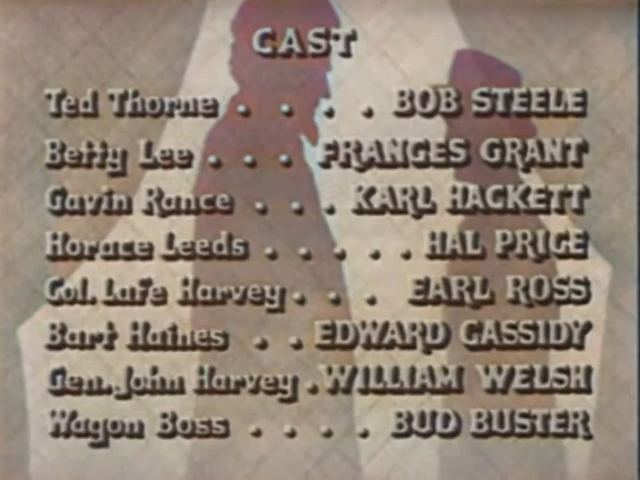 CAST
Ted Thorne . . . . BOB STEELE
Betty Lee . . . FRANCES GRANT
Gavin Rance . . . KARL HACKETT
Horace Leeds . . . . . HAL PRICE
Col. Lafe Harvey . . . EARL ROSS
Bart Haines . . EDWARD CASSIDY
Gen. John Harvey . WILLIAM WELSH
Wagon Boss . . . . BUD BUSTER